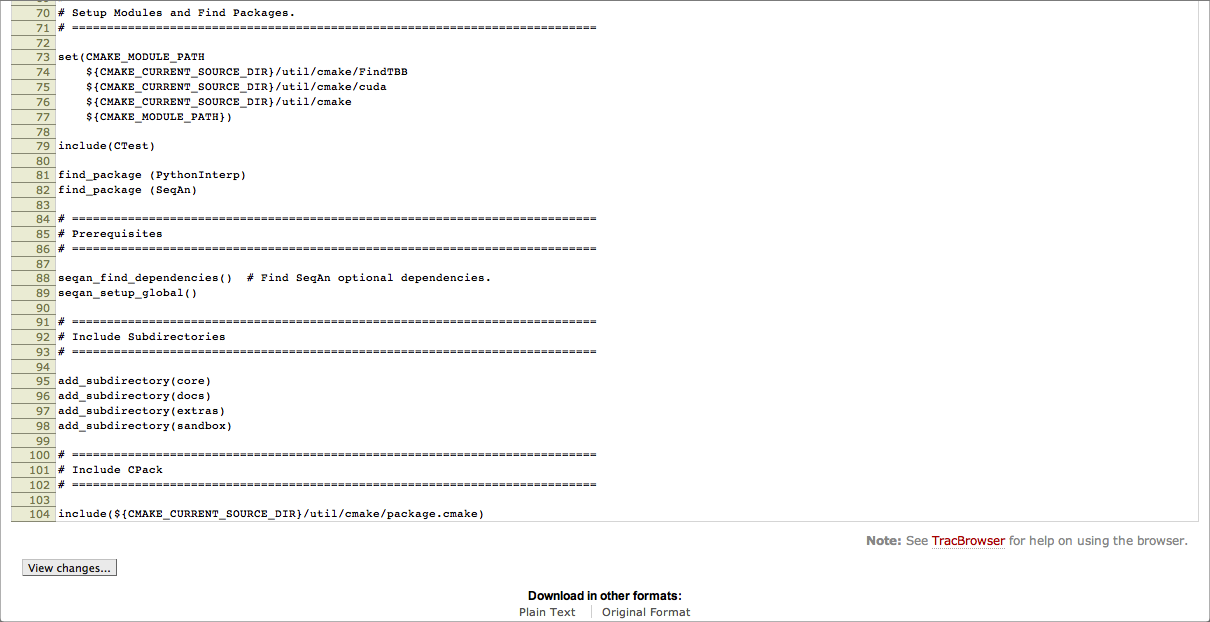 70 # Setup Modules and Find Packages.
71 # ===========================================================================
72
73 set(CMAKE_MODULE_PATH
74     ${CMAKE_CURRENT_SOURCE_DIR}/util/cmake/FindTBB
75     ${CMAKE_CURRENT_SOURCE_DIR}/util/cmake/cuda
76     ${CMAKE_CURRENT_SOURCE_DIR}/util/cmake
77     ${CMAKE_MODULE_PATH})
78
79 include(CTest)
80
81 find_package (PythonInterp)
82 find_package (SeqAn)
83
84 # ===========================================================================
85 # Prerequisites
86 # ===========================================================================
87
88 seqan_find_dependencies()  # Find SeqAn optional dependencies.
89 seqan_setup_global()
90
91 # ===========================================================================
92 # Include Subdirectories
93 # ===========================================================================
94
95 add_subdirectory(core)
96 add_subdirectory(docs)
97 add_subdirectory(extras)
98 add_subdirectory(sandbox)
99
100 # ===========================================================================
101 # Include CPack
102 # ===========================================================================
103
104 include(${CMAKE_CURRENT_SOURCE_DIR}/util/cmake/package.cmake)
Note: See TracBrowser for help on using the browser.
View changes...
Download in other formats:
Plain Text | Original Format